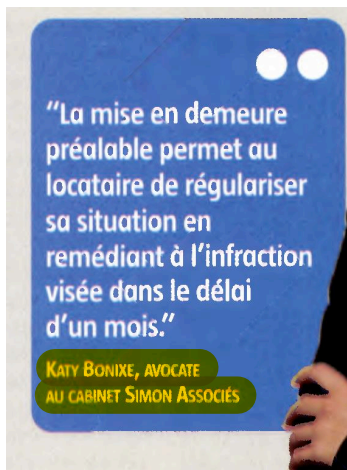 “La mise en demeure
préalable permet au
locataire de régulariser
sa situation en
remédiant à l’infraction
visée dans le délai
d’un mois.”
KATY BONIXE, AVOCATE
AU CABINET SIMON ASSOCIÉS